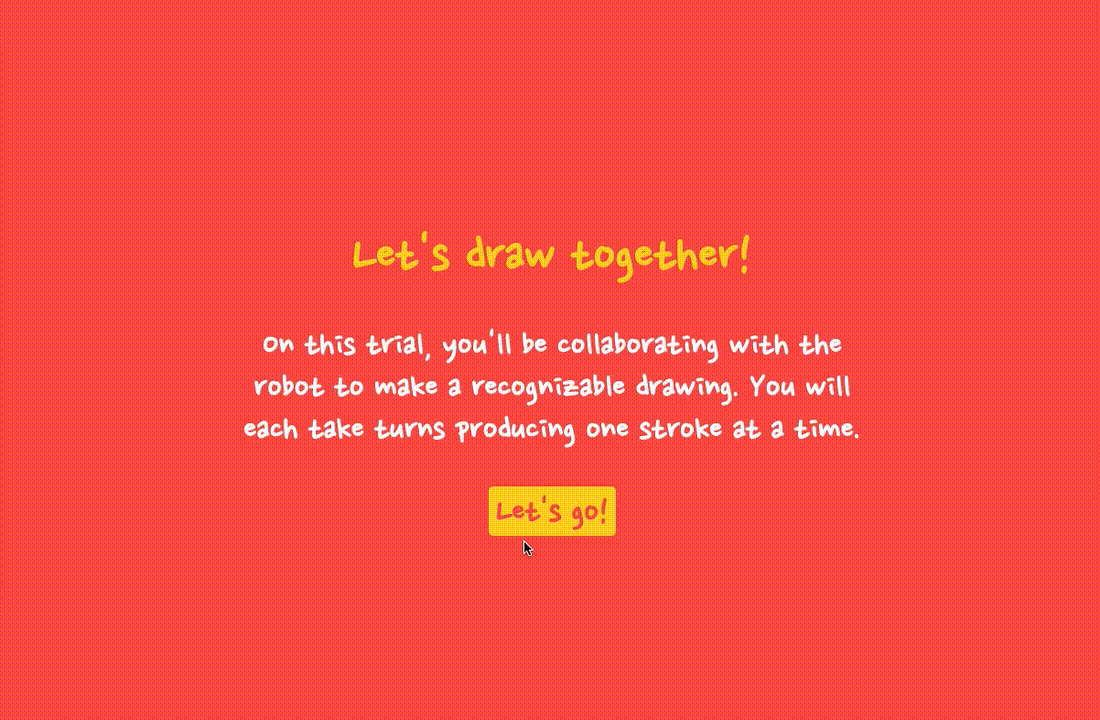 Let's draw together!
On this trial, you'll be collaborating with the
robot to make a recognizable drawing. You will
each take turns producing one stroke at a time.
Let's go!